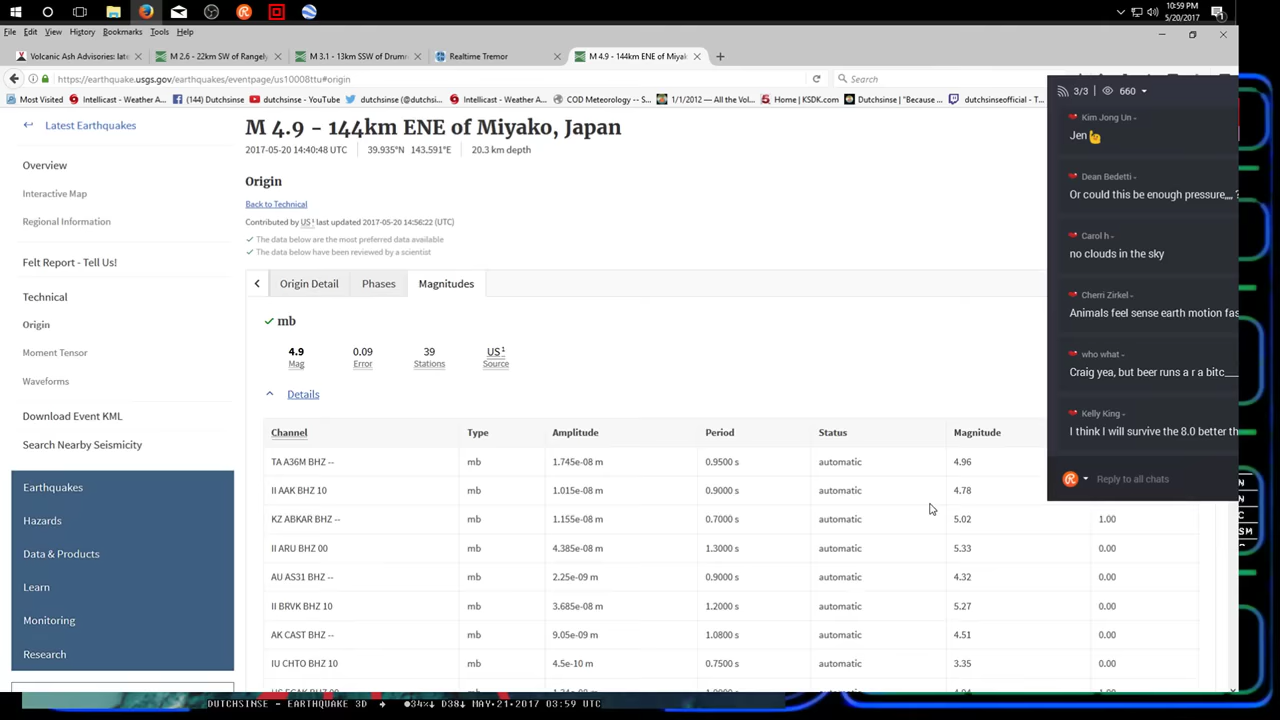 10:59 PM
5/20/2017
File Edit View History Bookmarks Tools Help
Volcanic Ash Advisories: late
M 2.6 - 22km SW of Rangely
M 3.1 - 13km SSW of Drum
Realtime Tremor
M 4.9 - 144km ENE of Miyako
https://earthquake.usgs.gov/earthquakes/eventpage/us10008ttu#origin
Search
Most Visited Intellicast - Weather A... (144) Dutchsinse dutchsinse - YouTube dutchsinse (@dutchsi... Intellicast - Weather A... COD Meteorology -- S... 1/1/2012 — All the Vol... Home | KSDK.com Dutchsinse | "Because ... dutchsinseofficial - T...
Latest Earthquakes
M 4.9 - 144km ENE of Miyako, Japan
2017-05-20 14:40:48 UTC 39.935°N 143.591°E 20.3 km depth
Overview
Interactive Map
Regional Information
Felt Report - Tell Us!
Technical
Origin
Moment Tensor
Waveforms
Download Event KML
Search Nearby Seismicity
Earthquakes
Hazards
Data & Products
Learn
Monitoring
Research
Origin
Back to Technical
Contributed by US¹ last updated 2017-05-20 14:56:22 (UTC)
The data below are the most preferred data available
The data below have been reviewed by a scientist
Origin Detail Phases Magnitudes
mb
4.9 0.09 39 US¹
Mag Error Stations Source
Details
Channel Type Amplitude Period Status Magnitude
TA A36M BHZ -- mb 1.745e-08 m 0.9500 s automatic 4.96
II AAK BHZ 10 mb 1.015e-08 m 0.9000 s automatic 4.78
KZ ABKAR BHZ -- mb 1.155e-08 m 0.7000 s automatic 5.02 1.00
II ARU BHZ 00 mb 4.385e-08 m 1.3000 s automatic 5.33 0.00
AU AS31 BHZ -- mb 2.25e-09 m 0.9000 s automatic 4.32 0.00
II BRVK BHZ 10 mb 3.685e-08 m 1.2000 s automatic 5.27 0.00
AK CAST BHZ -- mb 9.05e-09 m 1.0800 s automatic 4.51 0.00
IU CHTO BHZ 10 mb 4.5e-10 m 0.7500 s automatic 3.35 0.00
3/3 660
Kim Jong Un -
Jen
Dean Bedetti -
Or could this be enough pressure,,,, ?
Carol h -
no clouds in the sky
Cherri Zirkel -
Animals feel sense earth motion fas
who what -
Craig yea, but beer runs a r a bitc___
Kelly King -
I think I will survive the 8.0 better th
Reply to all chats
DUTCHSINSE - EARTHQUAKE 3D
MAY-21-2017 03:59 UTC